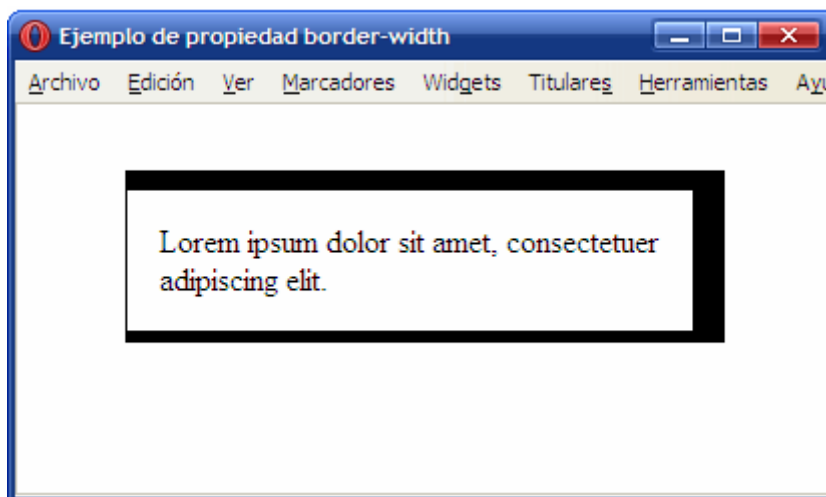 Ejemplo de propiedad border-width
Archivo Edición Ver Marcadores Widgets Titulares Herramientas Ayu
Lorem ipsum dolor sit amet, consectetuer
adipiscing elit.